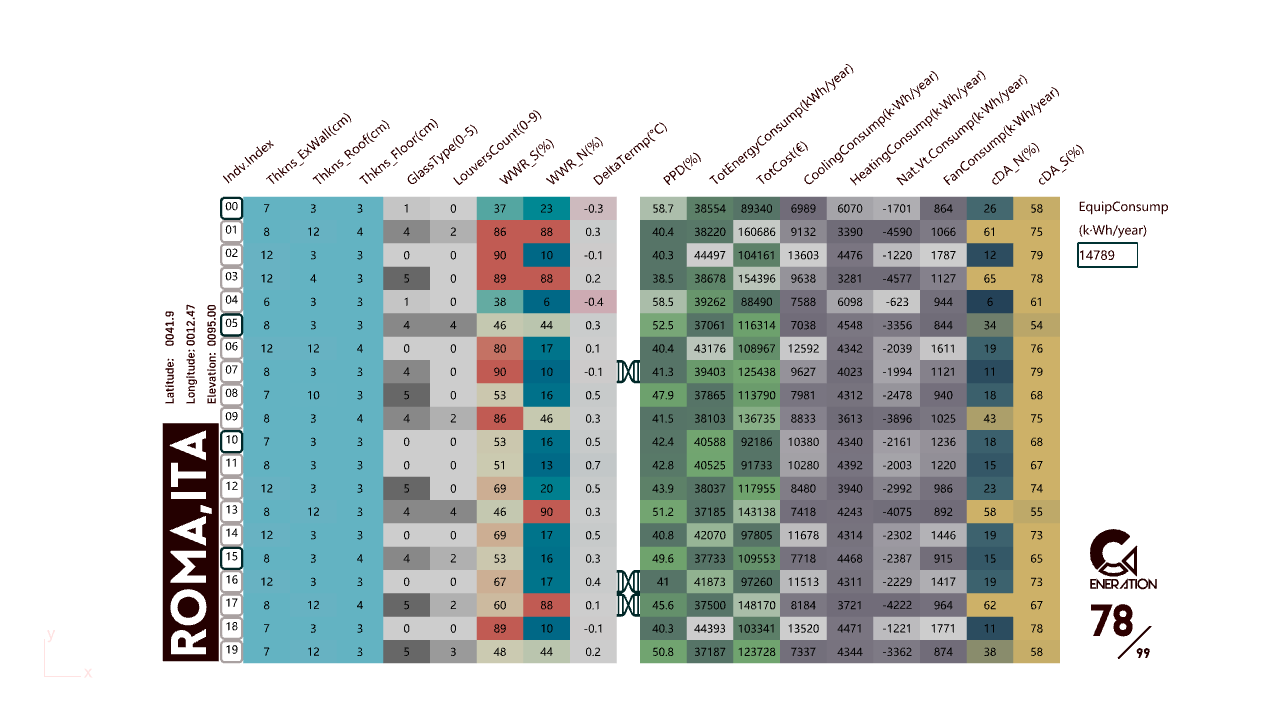 Indv.Index Thkns_ExWall(cm) Thkns_Roof(cm) Thkns_Floor(cm) GlassType(0-5) LouversCount(0-9) WWR_S(%) WWR_N(%) DeltaTermp(°C) PPD(%) TotEnergyConsump(kWh/year) TotCost(€) CoolingConsump(k·Wh/year) HeatingConsump(k·Wh/year) Nat.Vt.Consump(k·Wh/year) FanConsump(k·Wh/year) cDA_N(%) cDA_S(%)
00 7 3 3 1 0 37 23 -0.3 58.7 38554 89340 6989 6070 -1701 864 26 58
01 8 12 4 4 2 86 88 0.3 40.4 38220 160686 9132 3390 -4590 1066 61 75
02 12 3 3 0 0 90 10 -0.1 40.3 44497 104161 13603 4476 -1220 1787 12 79
03 12 4 3 5 0 89 88 0.2 38.5 38678 154396 9638 3281 -4577 1127 65 78
04 6 3 3 1 0 38 6 -0.4 58.5 39262 88490 7588 6098 -623 944 6 61
05 8 3 3 4 4 46 44 0.3 52.5 37061 116314 7038 4548 -3356 844 34 54
06 12 12 4 0 0 80 17 0.1 40.4 43176 108967 12592 4342 -2039 1611 19 76
07 8 3 3 4 0 90 10 -0.1 41.3 39403 125438 9627 4023 -1994 1121 11 79
08 7 10 3 5 0 53 16 0.5 47.9 37865 113790 7981 4312 -2478 940 18 68
09 8 3 4 4 2 86 46 0.3 41.5 38103 136735 8833 3613 -3896 1025 43 75
10 7 3 3 0 0 53 16 0.5 42.4 40588 92186 10380 4340 -2161 1236 18 68
11 8 3 3 0 0 51 13 0.7 42.8 40525 91733 10280 4392 -2003 1220 15 67
12 12 3 3 5 0 69 20 0.5 43.9 38037 117955 8480 3940 -2992 986 23 74
13 8 12 3 4 4 46 90 0.3 51.2 37185 143138 7418 4243 -4075 892 58 55
14 12 3 3 0 0 69 17 0.5 40.8 42070 97805 11678 4314 -2302 1446 19 73
15 8 3 4 4 2 53 16 0.3 49.6 37733 109553 7718 4468 -2387 915 15 65
16 12 3 3 0 0 67 17 0.4 41 41873 97260 11513 4311 -2229 1417 19 73
17 8 12 4 5 2 60 88 0.1 45.6 37500 148170 8184 3721 -4222 964 62 67
18 7 3 3 0 0 89 10 -0.1 40.3 44393 103341 13520 4471 -1221 1771 11 78
19 7 12 3 5 3 48 44 0.2 50.8 37187 123728 7337 4344 -3362 874 38 58
EquipConsump
(k·Wh/year)
14789
Latitude: 0041.9
Longitude: 0012.47
Elevation: 0095.00
ROMA,ITA
ENERATION
78/99
y
x